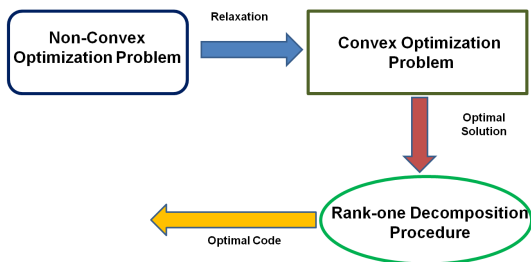 Non-Convex
Optimization Problem
Relaxation
Convex Optimization
Problem
Optimal
Solution
Rank-one Decomposition
Procedure
Optimal Code